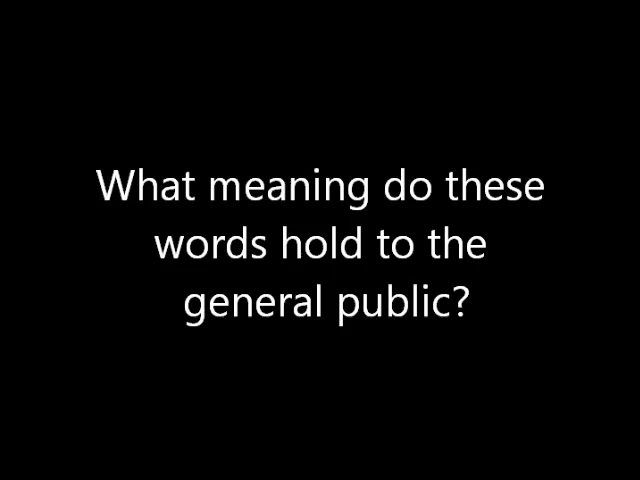 What meaning do these
words hold to the
general public?